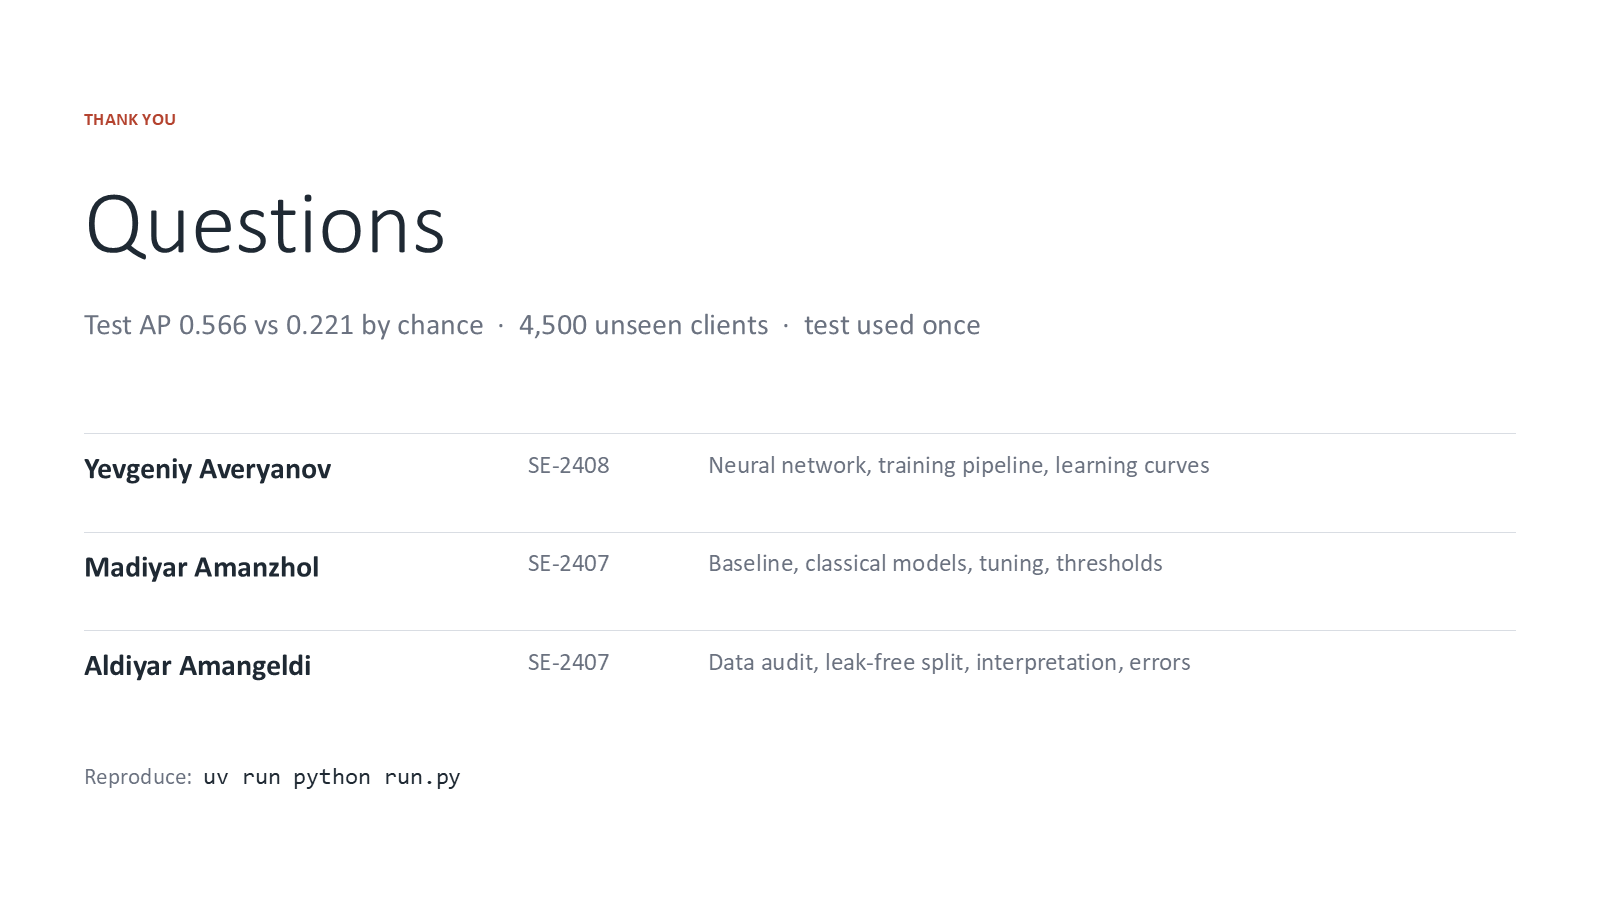 THANK YOU
Questions
Test AP 0.566 vs 0.221 by chance · 4,500 unseen clients · test used once
Yevgeniy Averyanov SE-2408 Neural network, training pipeline, learning curves
Madiyar Amanzhol SE-2407 Baseline, classical models, tuning, thresholds
Aldiyar Amangeldi SE-2407 Data audit, leak-free split, interpretation, errors
Reproduce: uv run python run.py